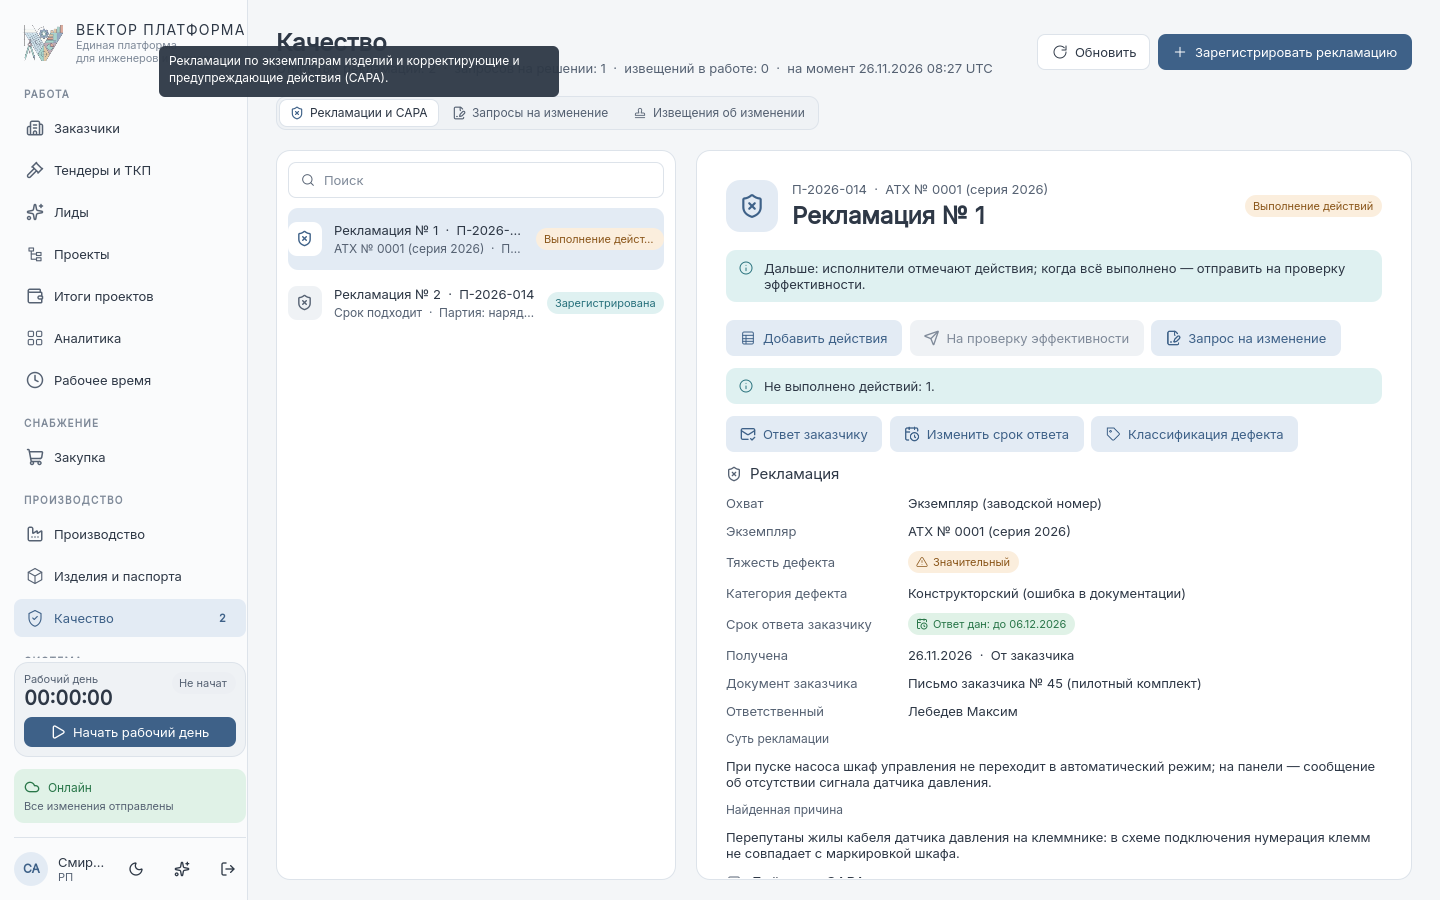 ВЕКТОР ПЛАТФОРМА
Единая платформа
для инженеров
РАБОТА
Заказчики
Тендеры и ТКП
Лиды
Проекты
Итоги проектов
Аналитика
Рабочее время
СНАБЖЕНИЕ
Закупка
ПРОИЗВОДСТВО
Производство
Изделия и паспорта
Качество 2
Рабочий день
Не начат
00:00:00
Начать рабочий день
Онлайн
Все изменения отправлены
СА
Смир...
РП
Качество
Рекламации по экземплярам изделий и корректирующие и
предупреждающие действия (CAPA).
решении: 1 · извещений в работе: 0 · на момент 26.11.2026 08:27 UTC
Обновить
Зарегистрировать рекламацию
Рекламации и CAPA
Запросы на изменение
Извещения об изменении
Поиск
Рекламация № 1 · П-2026-...
АТХ № 0001 (серия 2026) · П...
Выполнение дейст...
Рекламация № 2 · П-2026-014
Срок подходит · Партия: наряд...
Зарегистрирована
П-2026-014 · АТХ № 0001 (серия 2026)
Рекламация № 1
Выполнение действий
Дальше: исполнители отмечают действия; когда всё выполнено — отправить на проверку
эффективности.
Добавить действия
На проверку эффективности
Запрос на изменение
Не выполнено действий: 1.
Ответ заказчику
Изменить срок ответа
Классификация дефекта
Рекламация
Охват Экземпляр (заводской номер)
Экземпляр АТХ № 0001 (серия 2026)
Тяжесть дефекта Значительный
Категория дефекта Конструкторский (ошибка в документации)
Срок ответа заказчику Ответ дан: до 06.12.2026
Получена 26.11.2026 · От заказчика
Документ заказчика Письмо заказчика № 45 (пилотный комплект)
Ответственный Лебедев Максим
Суть рекламации
При пуске насоса шкаф управления не переходит в автоматический режим; на панели — сообщение
об отсутствии сигнала датчика давления.
Найденная причина
Перепутаны жилы кабеля датчика давления на клеммнике: в схеме подключения нумерация клемм
не совпадает с маркировкой шкафа.